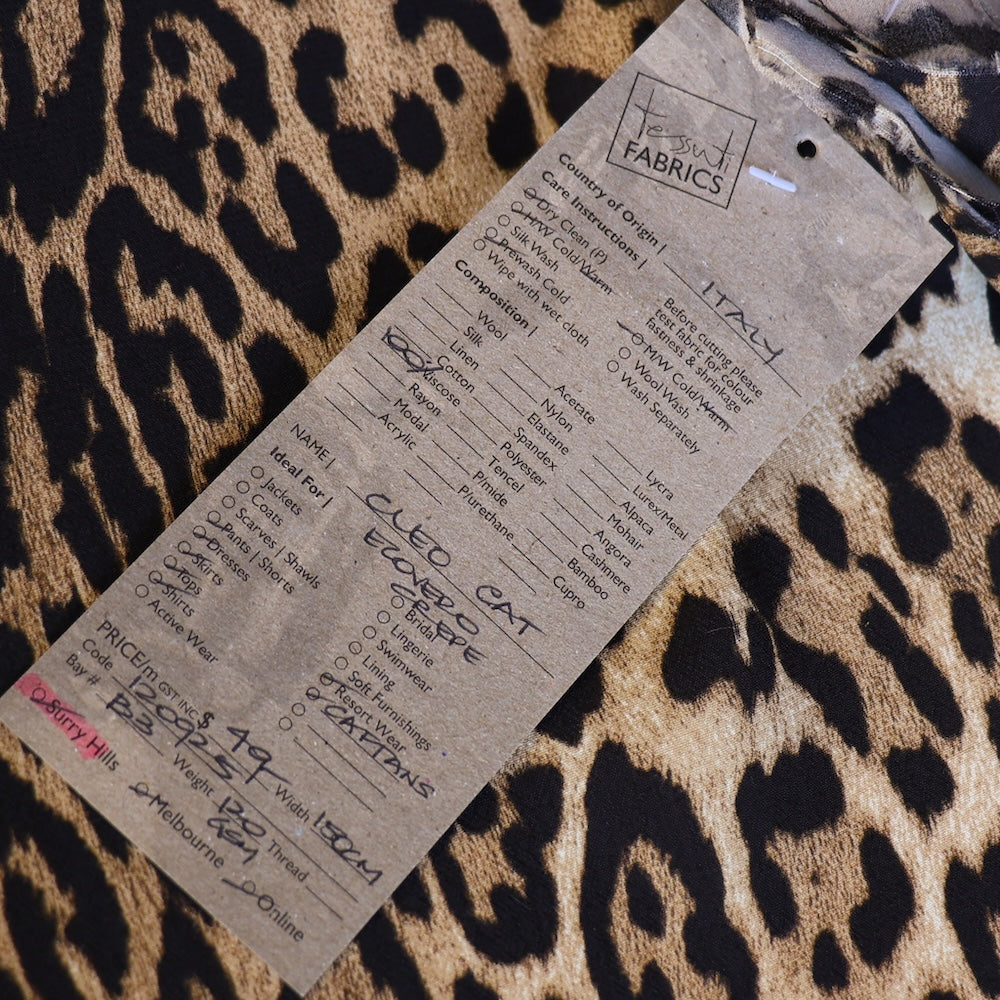 Tessuti
FABRICS
Country of Origin | ITALY
Care Instructions |
Dry Clean (P)
H/W Cold/Warm
Silk Wash
Prewash Cold
Wipe with wet cloth
Before cutting please
test fabric for colour
fastness & shrinkage
M/W Cold/Warm
Wool Wash
Wash Separately
Composition |
Wool
Silk
Linen
Cotton
100% Viscose
Rayon
Modal
Acrylic
Acetate
Nylon
Elastane
Spandex
Polyester
Tencel
P/mide
P/urethane
Lycra
Lurex/Metal
Alpaca
Mohair
Angora
Cashmere
Bamboo
Cupro
NAME | CLEO CAT
ECOVERO
CREPE
Ideal For |
Jackets
Coats
Scarves | Shawls
Pants | Shorts
Dresses
Skirts
Tops
Shirts
Active Wear
Bridal
Lingerie
Swimwear
Lining
Soft Furnishings
Resort Wear
CAFTANS
PRICE/m GST INC $ 49 Width 150CM
Code 120925 Weight 120 GSM Thread
Bay # B3
Surry Hills Melbourne Online